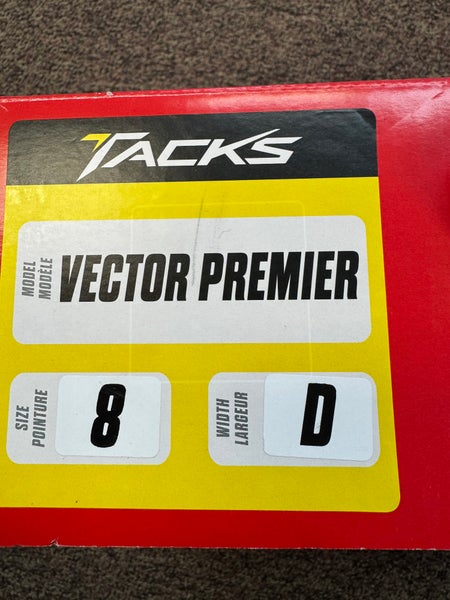 TACKS
MODEL
MODÈLE
VECTOR PREMIER
SIZE
POINTURE
8
WIDTH
LARGEUR
D